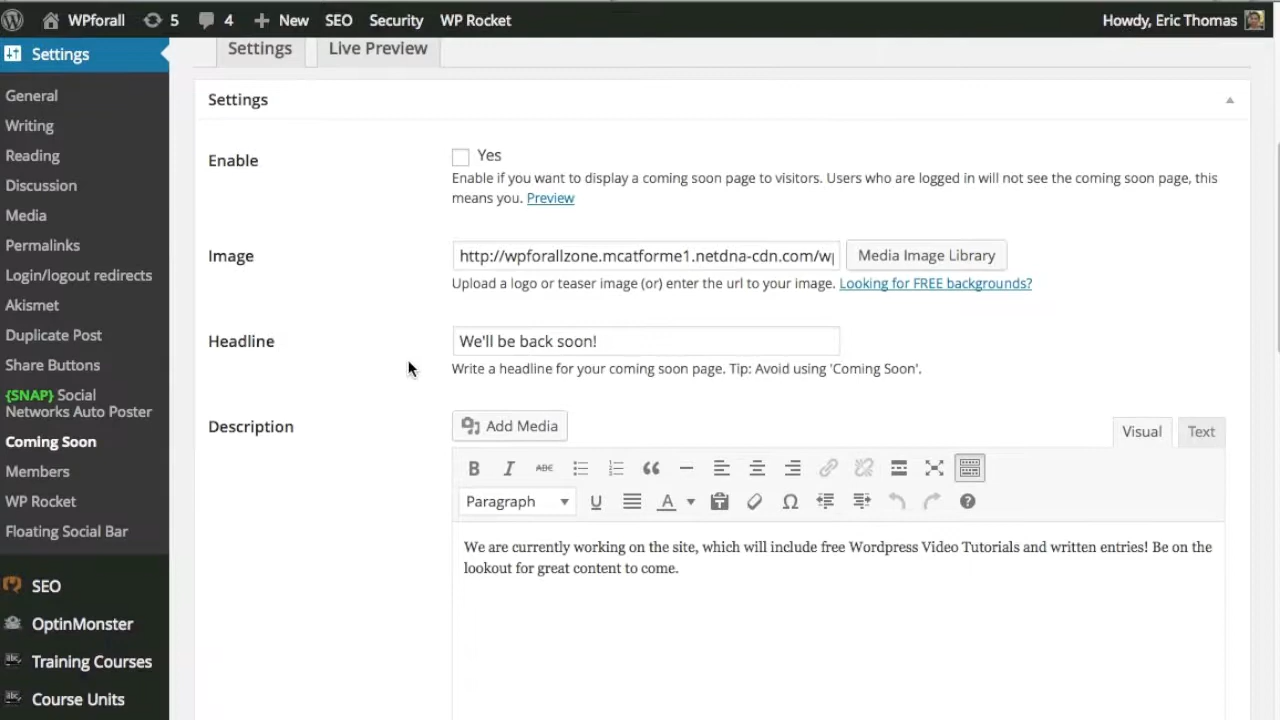 WPforall 5 4 New SEO Security WP Rocket Howdy, Eric Thomas
Settings
General
Writing
Reading
Discussion
Media
Permalinks
Login/logout redirects
Akismet
Duplicate Post
Share Buttons
{SNAP} Social
Networks Auto Poster
Coming Soon
Members
WP Rocket
Floating Social Bar
SEO
OptinMonster
Training Courses
Course Units
Settings Live Preview
Settings
Enable
Yes
Enable if you want to display a coming soon page to visitors. Users who are logged in will not see the coming soon page, this
means you. Preview
Image
http://wpforallzone.mcatforme1.netdna-cdn.com/wp Media Image Library
Upload a logo or teaser image (or) enter the url to your image. Looking for FREE backgrounds?
Headline
We'll be back soon!
Write a headline for your coming soon page. Tip: Avoid using 'Coming Soon'.
Description
Add Media
Visual Text
B I ABC
Paragraph U A Ω ?
We are currently working on the site, which will include free Wordpress Video Tutorials and written entries! Be on the
lookout for great content to come.